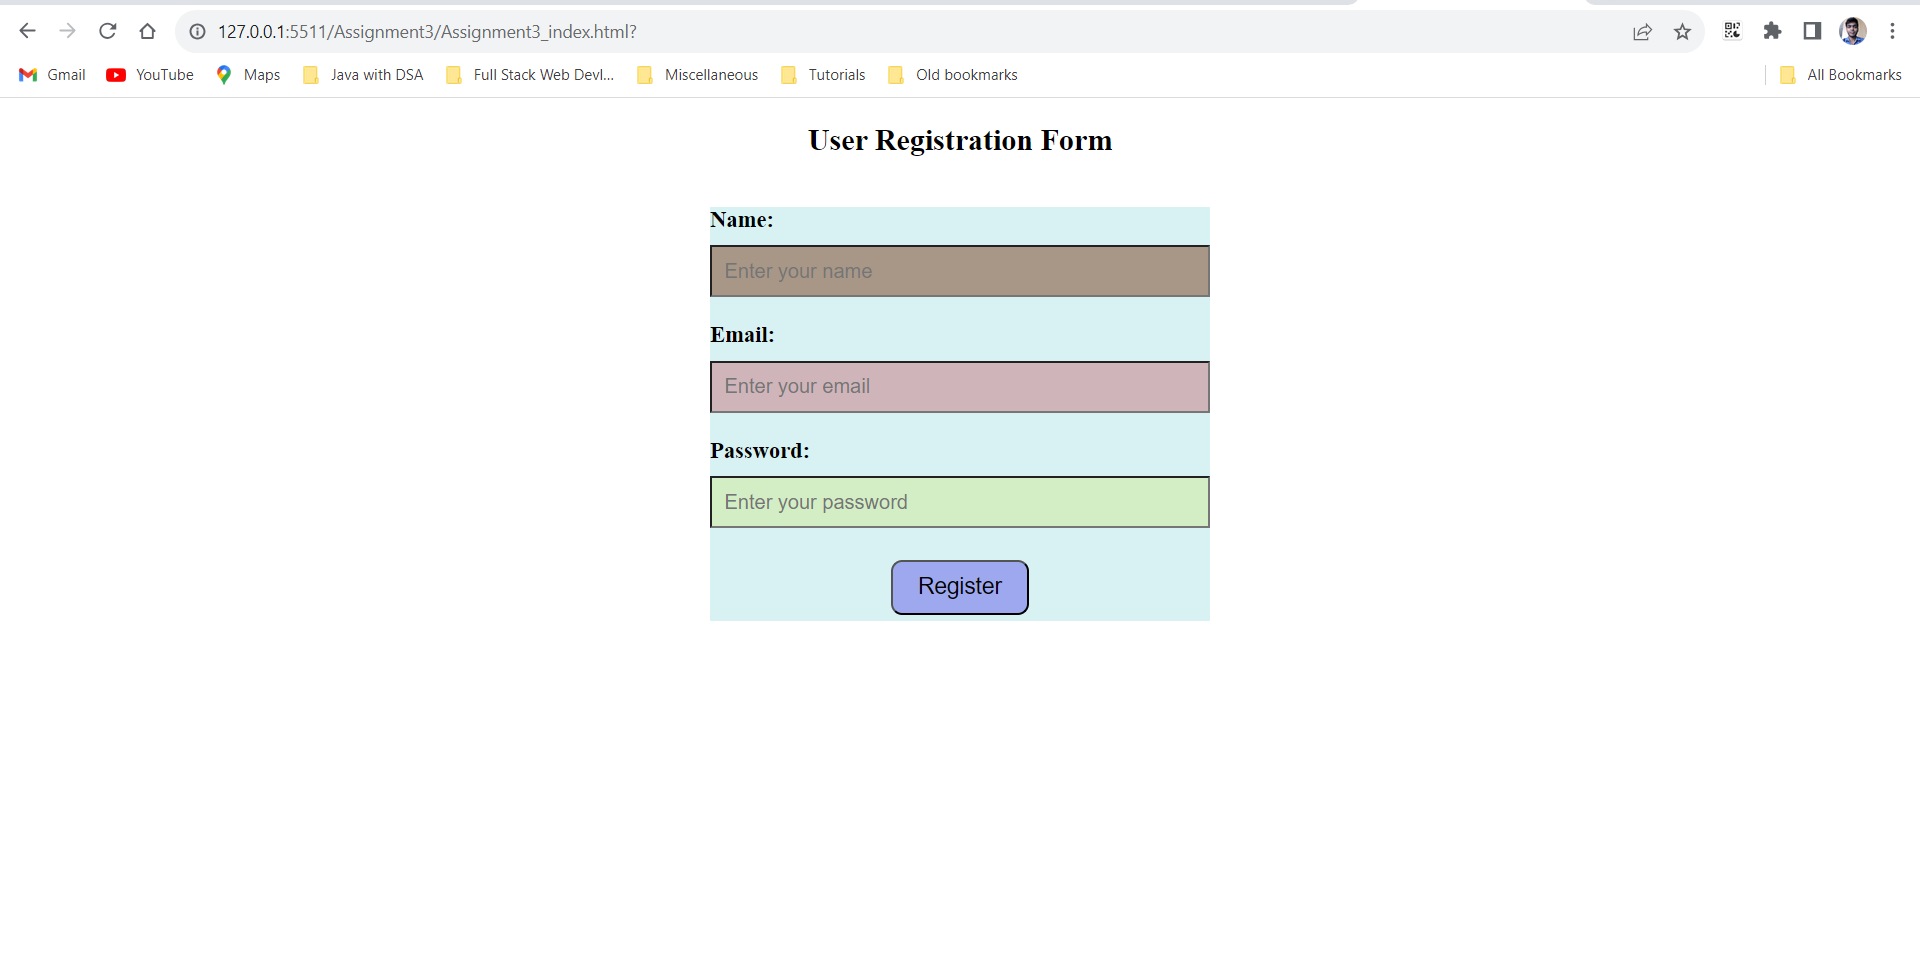 127.0.0.1:5511/Assignment3/Assignment3_index.html?
Gmail YouTube Maps Java with DSA Full Stack Web Devl... Miscellaneous Tutorials Old bookmarks All Bookmarks
User Registration Form
Name:
Enter your name
Email:
Enter your email
Password:
Enter your password
Register